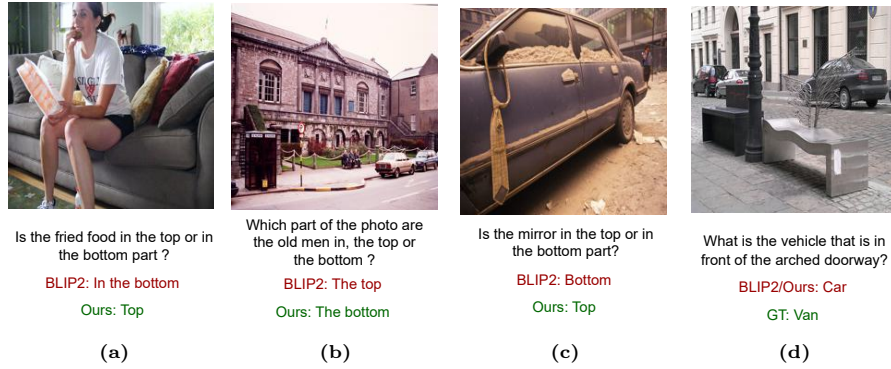 Is the fried food in the top or in
the bottom part ?
BLIP2: In the bottom
Ours: Top
(a)
Which part of the photo are
the old men in, the top or
the bottom ?
BLIP2: The top
Ours: The bottom
(b)
Is the mirror in the top or in
the bottom part?
BLIP2: Bottom
Ours: Top
(c)
What is the vehicle that is in
front of the arched doorway?
BLIP2/Ours: Car
GT: Van
(d)